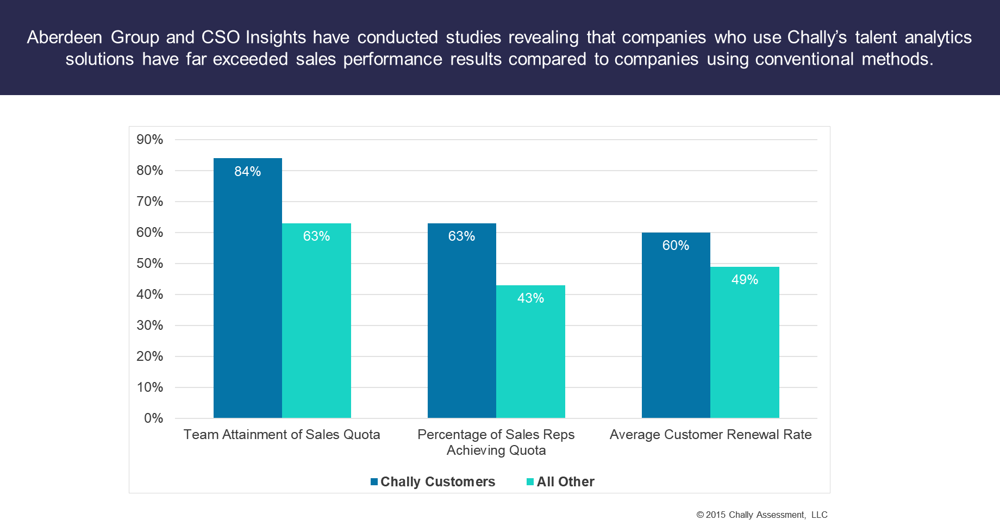 Aberdeen Group and CSO Insights have conducted studies revealing that companies who use Chally’s talent analytics
solutions have far exceeded sales performance results compared to companies using conventional methods.
90%
80%
70%
60%
50%
40%
30%
20%
10%
0%
84%
63%
63%
43%
60%
49%
Team Attainment of Sales Quota
Percentage of Sales Reps
Achieving Quota
Average Customer Renewal Rate
Chally Customers
All Other
© 2015 Chally Assessment, LLC